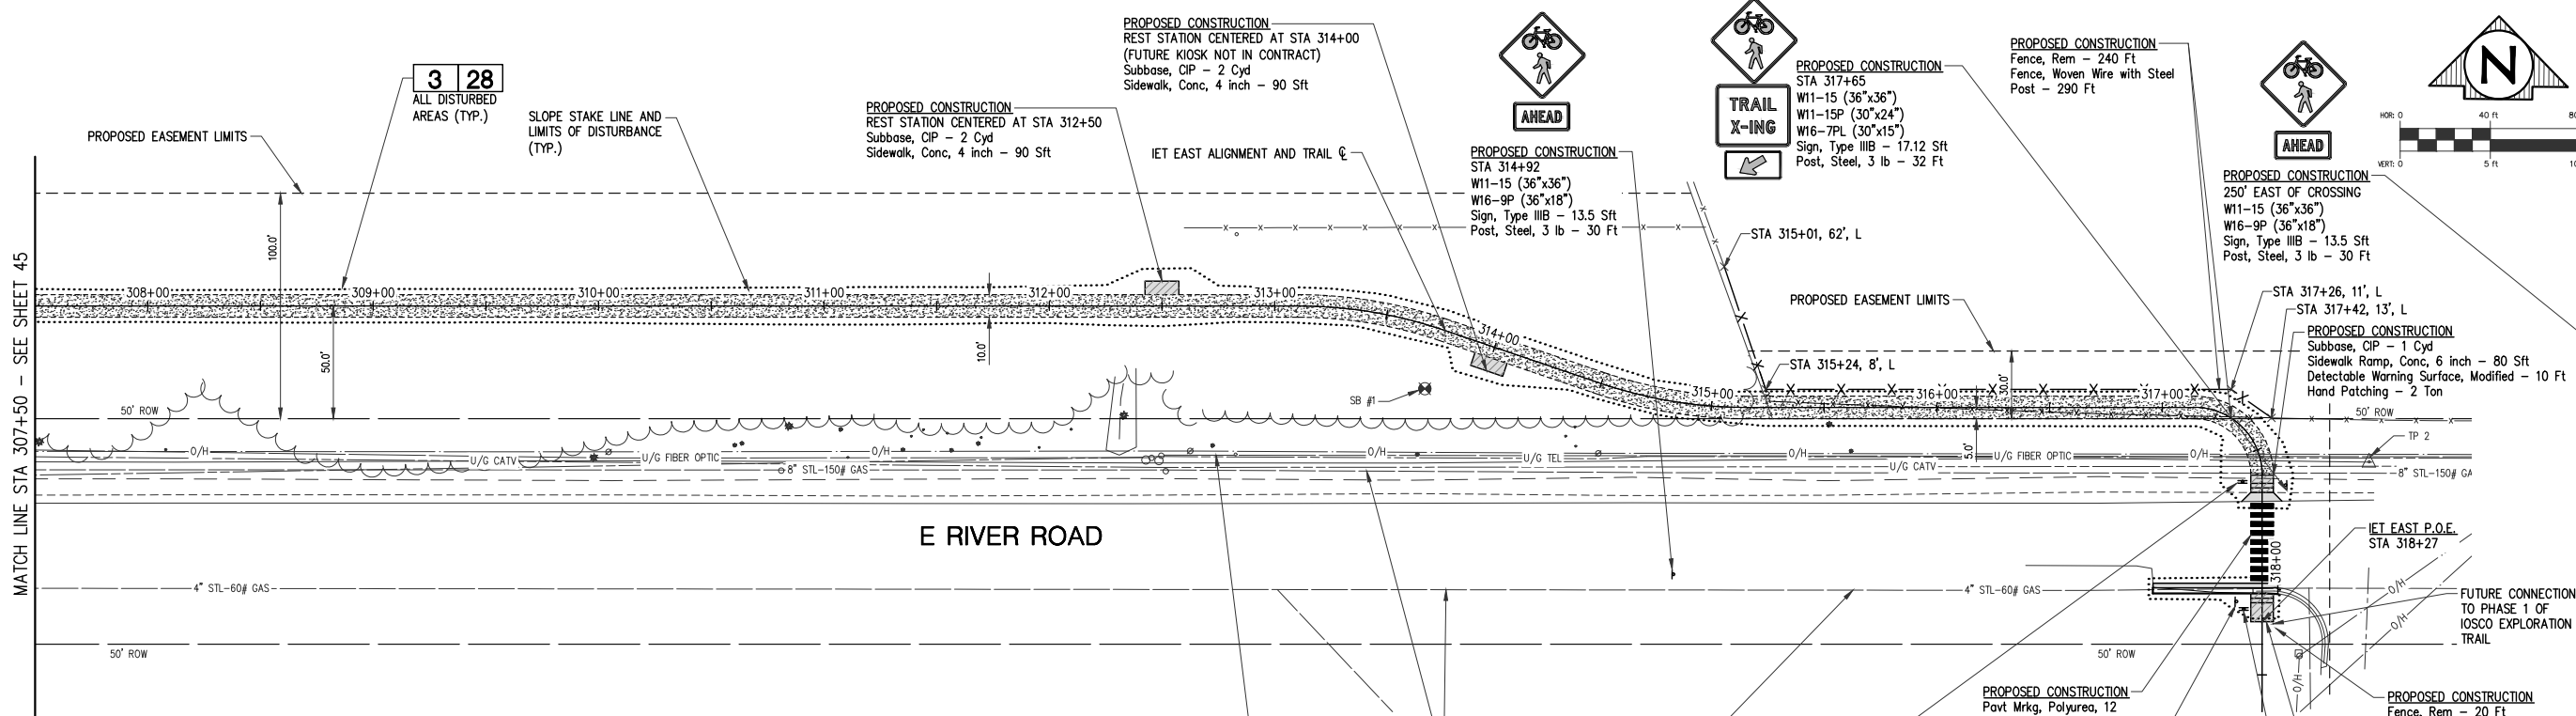 PROPOSED CONSTRUCTION
REST STATION CENTERED AT STA 314+00
(FUTURE KIOSK NOT IN CONTRACT)
Subbase, CIP – 2 Cyd
Sidewalk, Conc, 4 inch – 90 Sft
3 28
ALL DISTURBED
AREAS (TYP.)
PROPOSED EASEMENT LIMITS
SLOPE STAKE LINE AND
LIMITS OF DISTURBANCE
(TYP.)
PROPOSED CONSTRUCTION
REST STATION CENTERED AT STA 312+50
Subbase, CIP – 2 Cyd
Sidewalk, Conc, 4 inch – 90 Sft
IET EAST ALIGNMENT AND TRAIL ℄
AHEAD
PROPOSED CONSTRUCTION
STA 314+92
W11-15 (36"x36")
W16-9P (36"x18")
Sign, Type IIIB – 13.5 Sft
Post, Steel, 3 lb – 30 Ft
TRAIL
X-ING
PROPOSED CONSTRUCTION
STA 317+65
W11-15 (36"x36")
W11-15P (30"x24")
W16-7PL (30"x15")
Sign, Type IIIB – 17.12 Sft
Post, Steel, 3 lb – 32 Ft
PROPOSED CONSTRUCTION
Fence, Rem – 240 Ft
Fence, Woven Wire with Steel
Post – 290 Ft
AHEAD
PROPOSED CONSTRUCTION
250' EAST OF CROSSING
W11-15 (36"x36")
W16-9P (36"x18")
Sign, Type IIIB – 13.5 Sft
Post, Steel, 3 lb – 30 Ft
N
HOR: 0 40 ft
VERT: 0 5 ft
MATCH LINE STA 307+50 – SEE SHEET 45
100.0'
50.0'
10.0'
308+00
309+00
310+00
311+00
312+00
313+00
314+00
315+00
316+00
317+00
318+00
STA 315+01, 62', L
PROPOSED EASEMENT LIMITS
STA 315+24, 8', L
STA 317+26, 11', L
STA 317+42, 13', L
PROPOSED CONSTRUCTION
Subbase, CIP – 1 Cyd
Sidewalk Ramp, Conc, 6 inch – 80 Sft
Detectable Warning Surface, Modified – 10 Ft
Hand Patching – 2 Ton
5.0'
SB #1
50' ROW
50' ROW
TP 2
O/H
U/G CATV
U/G FIBER OPTIC
8" STL-150# GAS
O/H
O/H
U/G TEL
O/H
U/G CATV
U/G FIBER OPTIC
O/H
8" STL-150# GA
E RIVER ROAD
4" STL-60# GAS
4" STL-60# GAS
IET EAST P.O.E.
STA 318+27
O/H
O/H
O/H
FUTURE CONNECTION
TO PHASE 1 OF
IOSCO EXPLORATION
TRAIL
50' ROW
50' ROW
PROPOSED CONSTRUCTION
Pavt Mrkg, Polyurea, 12
PROPOSED CONSTRUCTION
Fence, Rem – 20 Ft